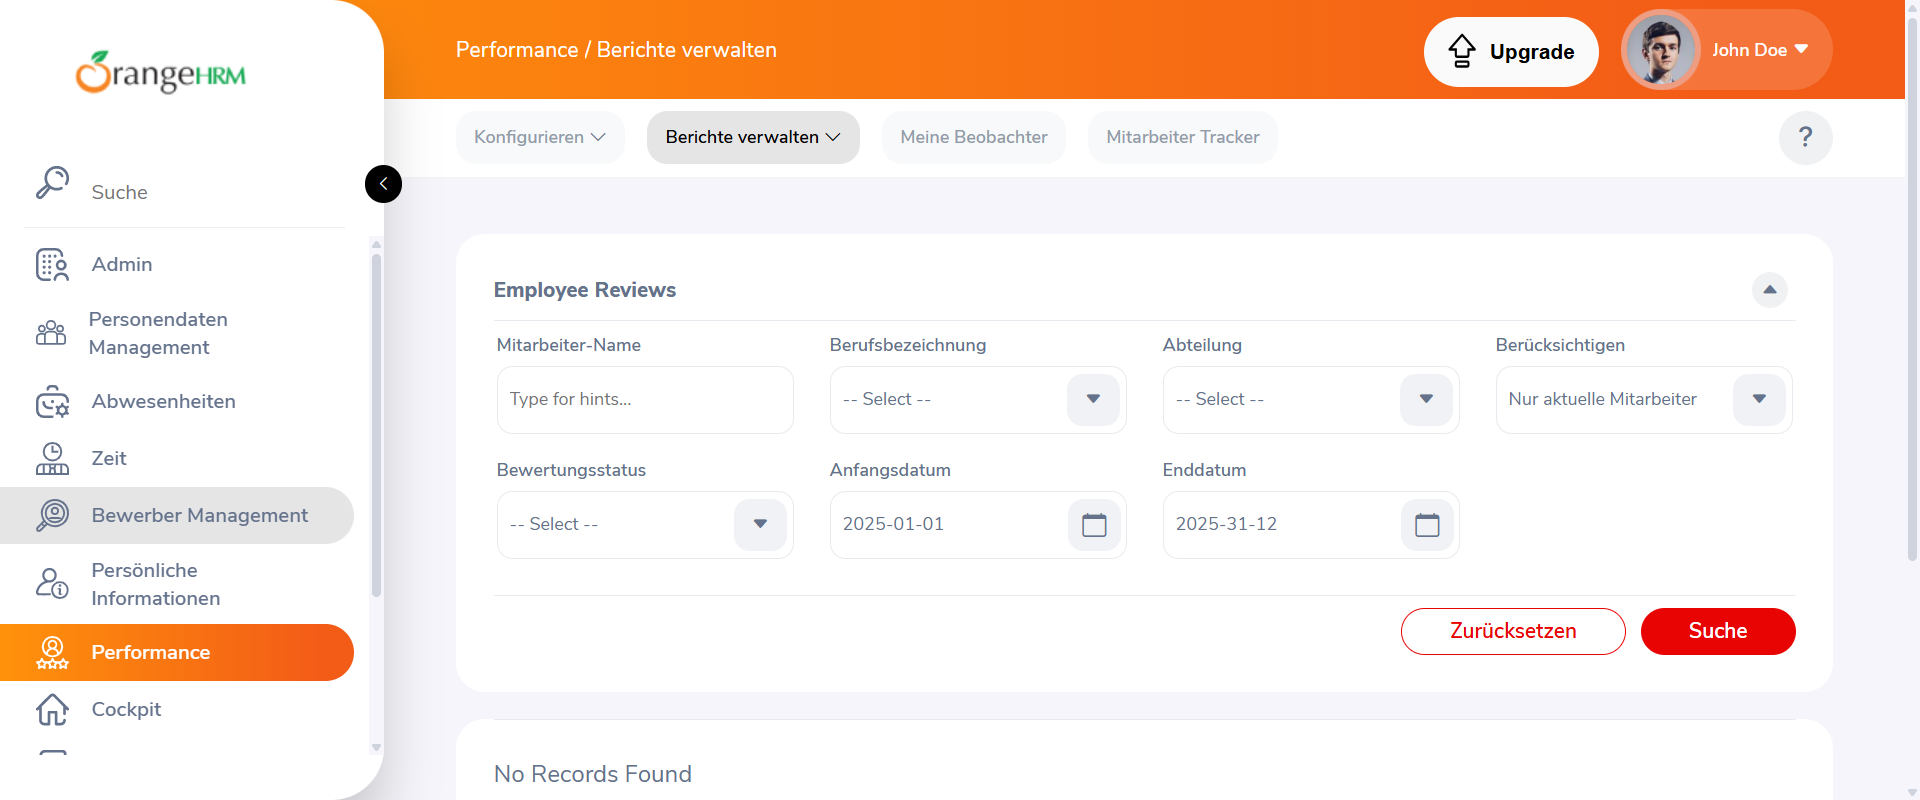 OrangeHRM
Suche
Admin
Personendaten
Management
Abwesenheiten
Zeit
Bewerber Management
Persönliche
Informationen
Performance
Cockpit
Performance / Berichte verwalten
Upgrade
John Doe
Konfigurieren
Berichte verwalten
Meine Beobachter
Mitarbeiter Tracker
?
Employee Reviews
Mitarbeiter-Name
Berufsbezeichnung
Abteilung
Berücksichtigen
Type for hints...
-- Select --
-- Select --
Nur aktuelle Mitarbeiter
Bewertungsstatus
Anfangsdatum
Enddatum
-- Select --
2025-01-01
2025-31-12
Zurücksetzen
Suche
No Records Found